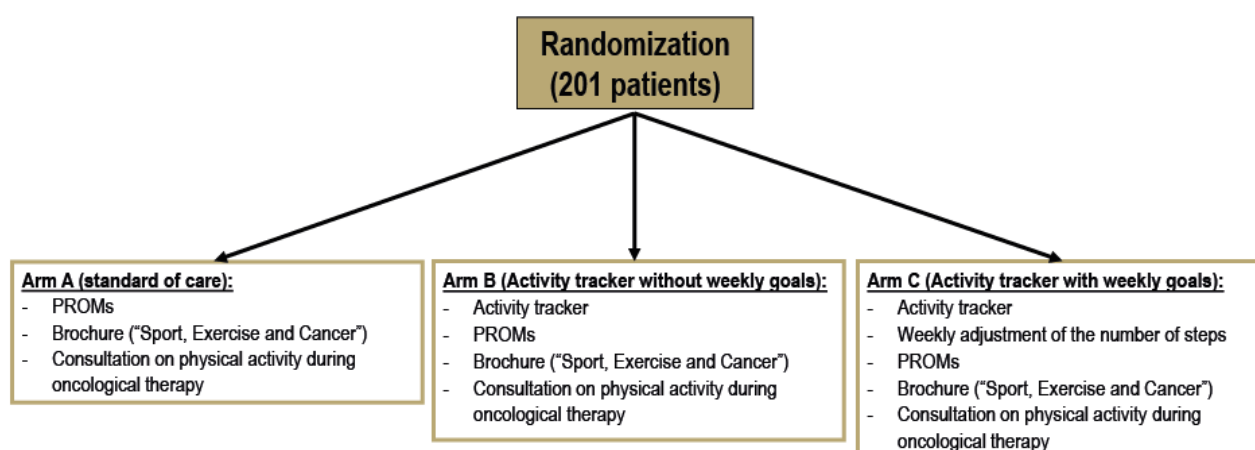 Randomization
(201 patients)
Arm A (standard of care):
- PROMs
- Brochure (“Sport, Exercise and Cancer”)
- Consultation on physical activity during
oncological therapy
Arm B (Activity tracker without weekly goals):
- Activity tracker
- PROMs
- Brochure (“Sport, Exercise and Cancer”)
- Consultation on physical activity during
oncological therapy
Arm C (Activity tracker with weekly goals):
- Activity tracker
- Weekly adjustment of the number of steps
- PROMs
- Brochure (“Sport, Exercise and Cancer”)
- Consultation on physical activity during
oncological therapy